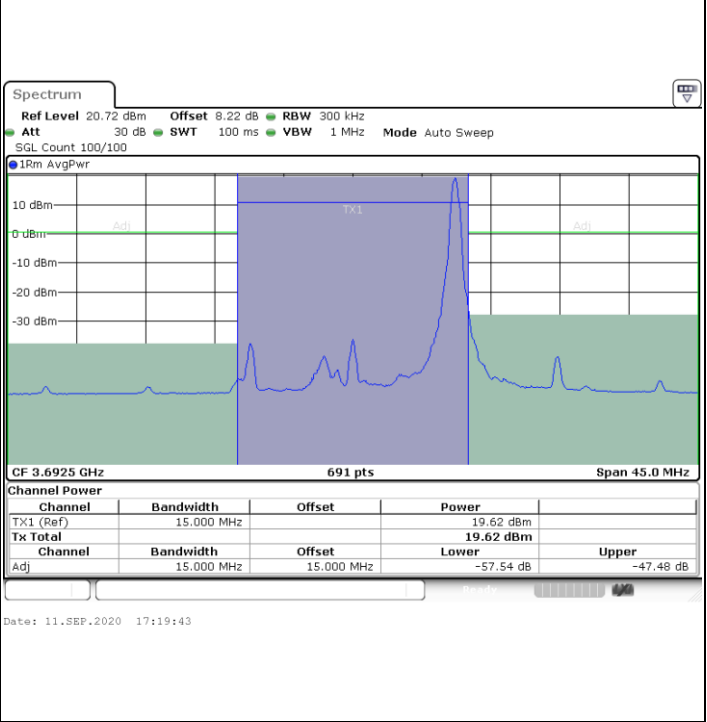 Spectrum
Ref Level 20.72 dBm Offset 8.22 dB RBW 300 kHz
Att 30 dB SWT 100 ms VBW 1 MHz Mode Auto Sweep
SGL Count 100/100
1Rm AvgPwr
10 dBm
TX1
Adj Adj
0 dBm
-10 dBm
-20 dBm
-30 dBm
CF 3.6925 GHz 691 pts Span 45.0 MHz
Channel Power
Channel Bandwidth Offset Power
TX1 (Ref) 15.000 MHz 19.62 dBm
Tx Total 19.62 dBm
Channel Bandwidth Offset Lower Upper
Adj 15.000 MHz 15.000 MHz -57.54 dB -47.48 dB
Ready
Date: 11.SEP.2020 17:19:43